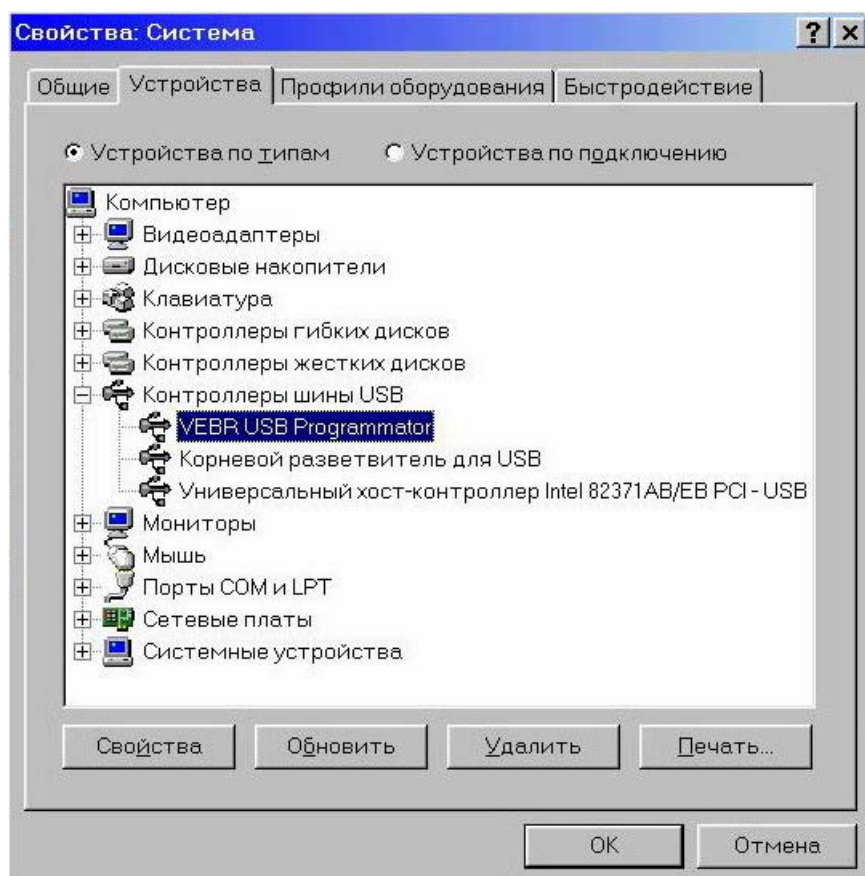 Свойства: Система
Общие Устройства Профили оборудования Быстродействие
Устройства по типам Устройства по подключению
Компьютер
Видеоадаптеры
Дисковые накопители
Клавиатура
Контроллеры гибких дисков
Контроллеры жестких дисков
Контроллеры шины USB
VEBR USB Programmator
Корневой разветвитель для USB
Универсальный хост-контроллер Intel 82371AB/EB PCI - USB
Мониторы
Мышь
Порты COM и LPT
Сетевые платы
Системные устройства
Свойства Обновить Удалить Печать...
OK Отмена